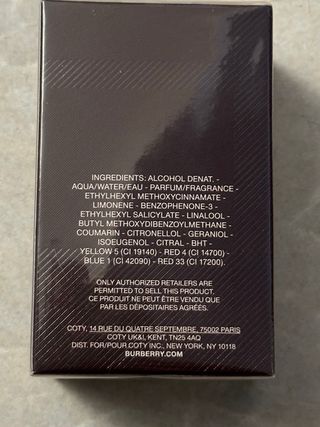 INGREDIENTS: ALCOHOL DENAT. -
AQUA/WATER/EAU - PARFUM/FRAGRANCE -
ETHYLHEXYL METHOXYCINNAMATE -
LIMONENE - BENZOPHENONE-3 -
ETHYLHEXYL SALICYLATE - LINALOOL -
BUTYL METHOXYDIBENZOYLMETHANE -
COUMARIN - CITRONELLOL - GERANIOL -
ISOEUGENOL - CITRAL - BHT -
YELLOW 5 (CI 19140) - RED 4 (CI 14700) -
BLUE 1 (CI 42090) - RED 33 (CI 17200).
ONLY AUTHORIZED RETAILERS ARE
PERMITTED TO SELL THIS PRODUCT.
CE PRODUIT NE PEUT ÊTRE VENDU QUE
PAR LES DÉPOSITAIRES AGRÉÉS.
COTY, 14 RUE DU QUATRE SEPTEMBRE, 75002 PARIS
COTY UK&I, KENT, TN25 4AQ
DIST. FOR/POUR COTY INC., NEW YORK, NY 10118
BURBERRY.COM